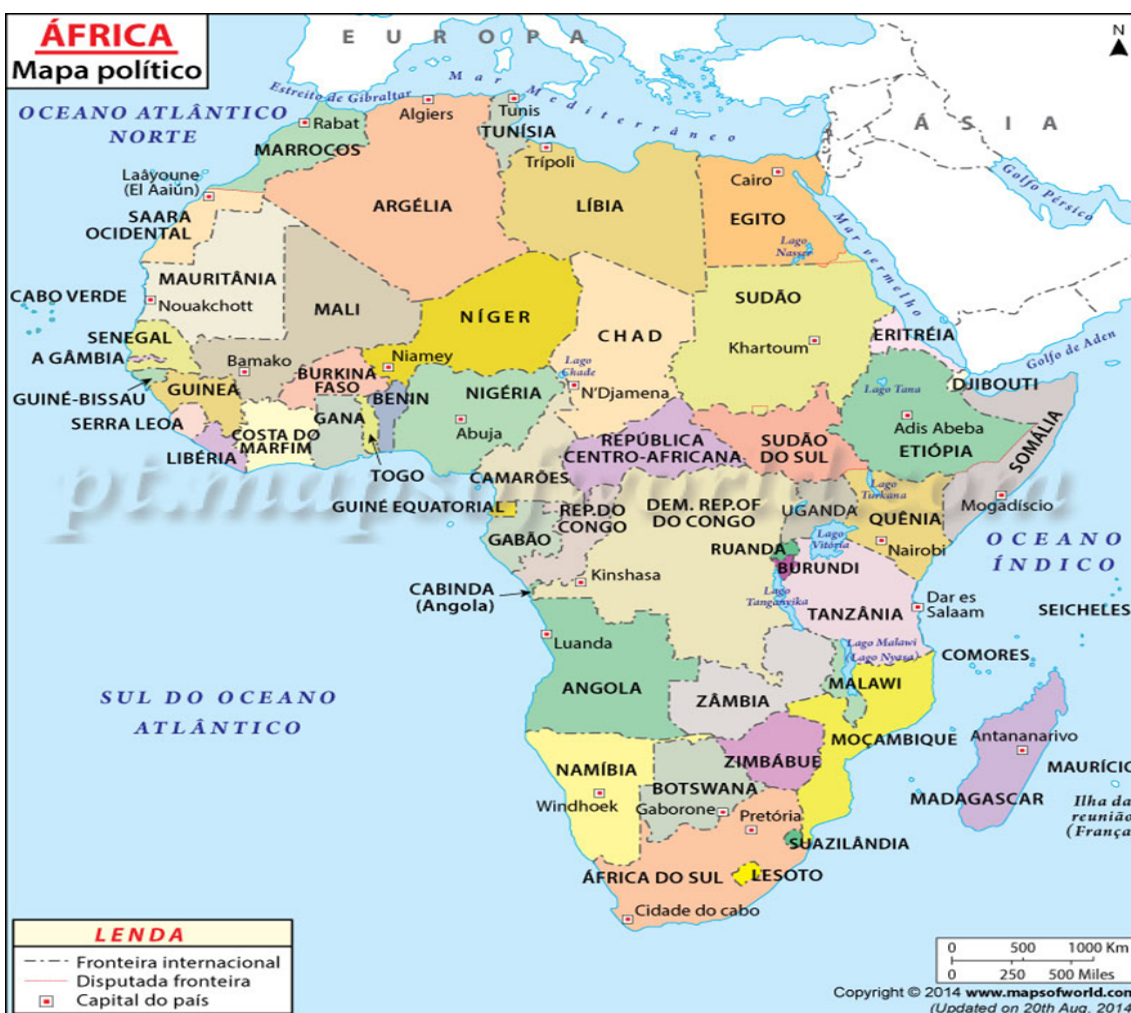 ÁFRICA
Mapa político
EUROPA
N
Mar Mediterrâneo
Estreito de Gibraltar
OCEANO ATLÂNTICO
NORTE
ÁSIA
Golfo Pérsico
Rabat
MARROCOS
Algiers
Tunis
TUNÍSIA
Trípoli
Cairo
Laâyoune
(El Aaiún)
SAARA
OCIDENTAL
ARGÉLIA
LÍBIA
EGITO
Lago
Nasser
Mar vermelho
MAURITÂNIA
Nouakchott
CABO VERDE
MALI
NÍGER
CHAD
SUDÃO
Khartoum
ERITRÉIA
Golfo de Aden
SENEGAL
A GÂMBIA
Bamako
BURKINA
FASO
Niamey
Lago
Chade
N'Djamena
Lago Tana
DJIBOUTI
GUINÉ-BISSAU
GUINEA
BENIN
NIGÉRIA
Abuja
Adis Abeba
ETIÓPIA
SOMÁLIA
SERRA LEOA
GANA
COSTA DO
MARFIM
LIBÉRIA
TOGO
CAMARÕES
REPÚBLICA
CENTRO-AFRICANA
SUDÃO
DO SUL
pt.mapsofworld.com
GUINÉ EQUATORIAL
REP.DO
CONGO
DEM. REP.OF
DO CONGO
UGANDA
Lago
Turkana
QUÊNIA
Nairobi
Mogadíscio
GABÃO
RUANDA
Lago
Vitória
BURUNDI
OCEANO
ÍNDICO
CABINDA
(Angola)
Kinshasa
Lago
Tanganyika
TANZÂNIA
Dar es
Salaam
SEICHELES
Luanda
Lago Malawi
(Lago Nyasa)
COMORES
ANGOLA
ZÂMBIA
MALAWI
SUL DO OCEANO
ATLÂNTICO
MOÇAMBIQUE
Antananarivo
MADAGASCAR
MAURÍCIO
Ilha da
reunião
(França
NAMÍBIA
Windhoek
BOTSWANA
Gaborone
ZIMBÁBUE
Pretória
SUAZILÂNDIA
ÁFRICA DO SUL
LESOTO
Cidade do cabo
LENDA
Fronteira internacional
Disputada fronteira
Capital do país
0 500 1000 Km
0 250 500 Miles
Copyright © 2014 www.mapsofworld.com
(Updated on 20th Aug, 2014)